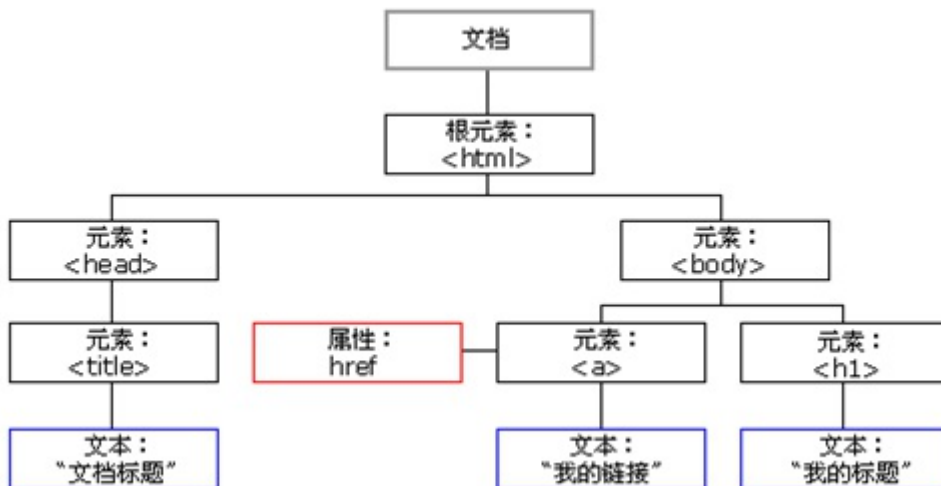 文档
根元素：
<html>
元素：
<head>
元素：
<body>
元素：
<title>
属性：
href
元素：
<a>
元素：
<h1>
文本：
“文档标题”
文本：
“我的链接”
文本：
“我的标题”